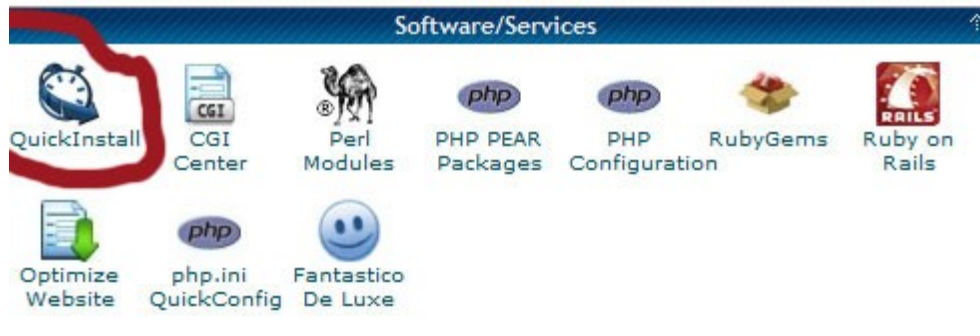 Software/Services
QuickInstall
CGI
CGI
Center
®
Perl
Modules
php
PHP PEAR
Packages
php
PHP
Configuration
RubyGems
RAILS
Ruby on
Rails
Optimize
Website
php
php.ini
QuickConfig
Fantastico
De Luxe